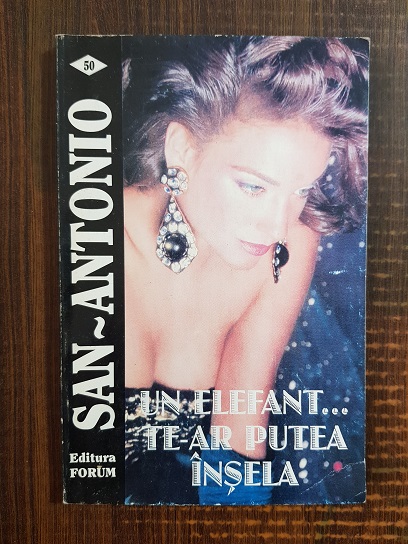 50
SAN~ANTONIO
Editura
FORUM
UN ELEFANT...
TE-AR PUTEA
ÎNȘELA